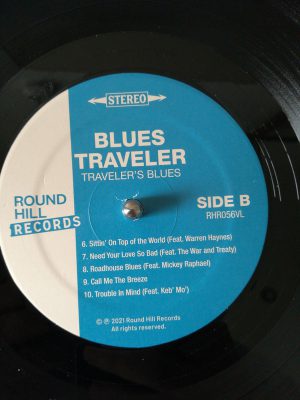 STEREO
BLUES
TRAVELER
TRAVELER'S BLUES
ROUND
HILL
RECORDS
SIDE B
RHR056VL
6. Sittin' On Top of the World (Feat. Warren Haynes)
7. Need Your Love So Bad (Feat. The War and Treaty)
8. Roadhouse Blues (Feat. Mickey Raphael)
9. Call Me The Breeze
10. Trouble In Mind (Feat. Keb' Mo')
© ℗ 2021 Round Hill Records
All rights reserved.